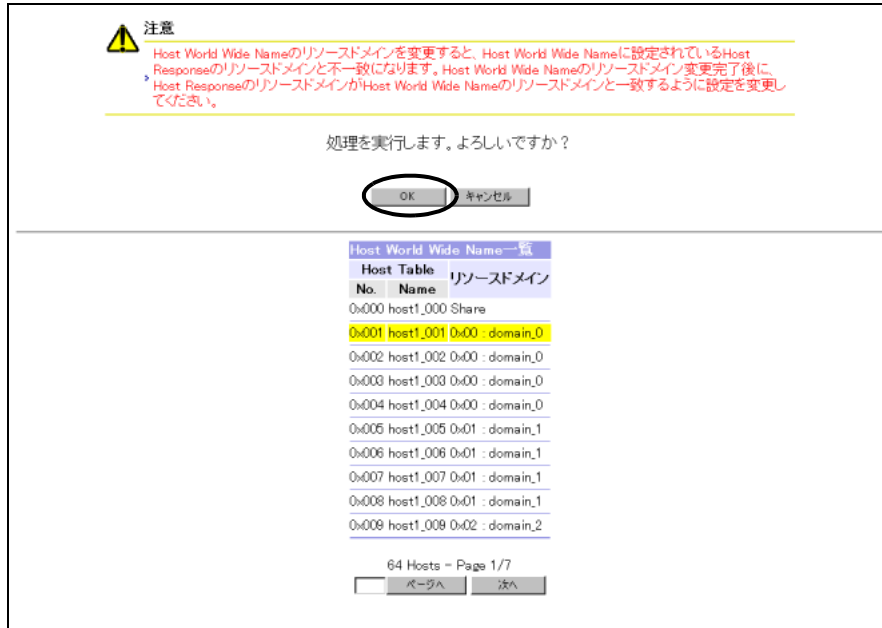 注意
Host World Wide Nameのリソースドメインを変更すると、Host World Wide Nameに設定されているHost
Responseのリソースドメインと不一致になります。Host World Wide Nameのリソースドメイン変更完了後に、
Host ResponseのリソースドメインがHost World Wide Nameのリソースドメインと一致するように設定を変更し
てください。
処理を実行します。よろしいですか？
OK キャンセル
Host World Wide Name一覧
Host Table リソースドメイン
No. Name
0x000 host1_000 Share
0x001 host1_001 0x00 : domain_0
0x002 host1_002 0x00 : domain_0
0x003 host1_003 0x00 : domain_0
0x004 host1_004 0x00 : domain_0
0x005 host1_005 0x01 : domain_1
0x006 host1_006 0x01 : domain_1
0x007 host1_007 0x01 : domain_1
0x008 host1_008 0x01 : domain_1
0x009 host1_009 0x02 : domain_2
64 Hosts - Page 1/7
ページへ 次へ